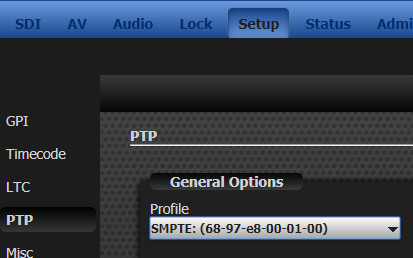 SDI AV Audio Lock Setup Status Admi
GPI
Timecode
LTC
PTP
Misc
PTP
General Options
Profile
SMPTE: (68-97-e8-00-01-00)